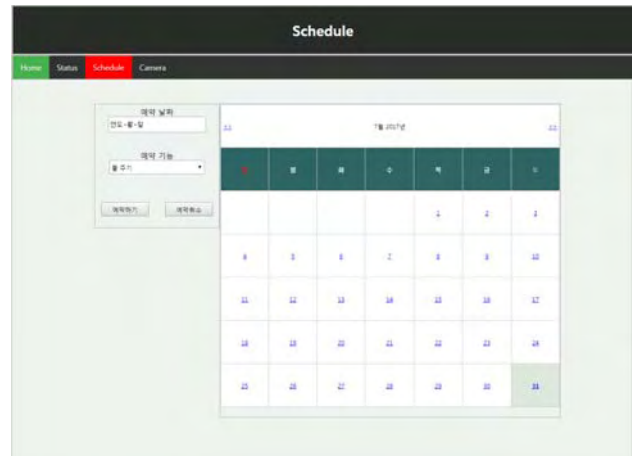 Schedule
Home Status Schedule Camera
예약 날짜
연도-월-일
예약 기능
물 주기
예약하기 예약취소
<< 7월 2017년 >>
일 월 화 수 목 금 토
1 2 3
4 5 6 7 8 9 10
11 12 13 14 15 16 17
18 19 20 21 22 23 24
25 26 27 28 29 30 31